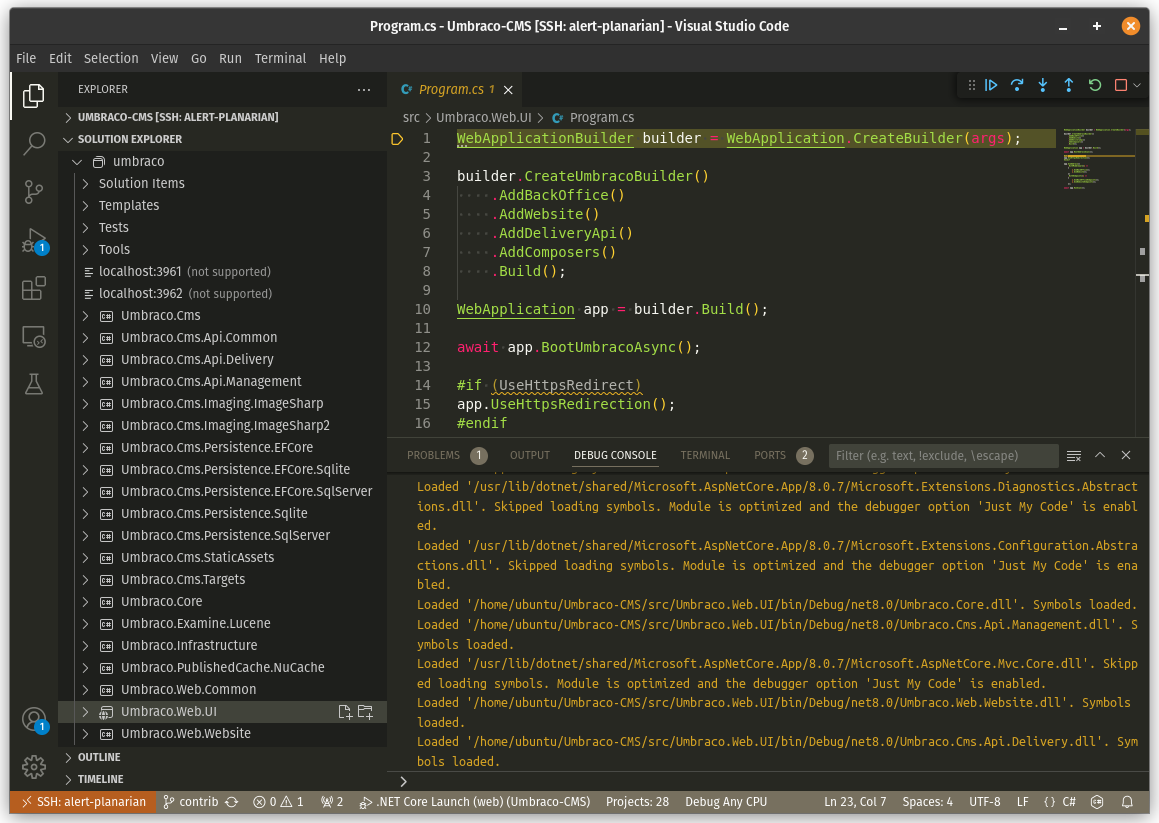 Program.cs - Umbraco-CMS [SSH: alert-planarian] - Visual Studio Code
File Edit Selection View Go Run Terminal Help
EXPLORER
UMBRACO-CMS [SSH: ALERT-PLANARIAN]
SOLUTION EXPLORER
umbraco
Solution Items
Templates
Tests
Tools
localhost:3961 (not supported)
localhost:3962 (not supported)
Umbraco.Cms
Umbraco.Cms.Api.Common
Umbraco.Cms.Api.Delivery
Umbraco.Cms.Api.Management
Umbraco.Cms.Imaging.ImageSharp
Umbraco.Cms.Imaging.ImageSharp2
Umbraco.Cms.Persistence.EFCore
Umbraco.Cms.Persistence.EFCore.Sqlite
Umbraco.Cms.Persistence.EFCore.SqlServer
Umbraco.Cms.Persistence.Sqlite
Umbraco.Cms.Persistence.SqlServer
Umbraco.Cms.StaticAssets
Umbraco.Cms.Targets
Umbraco.Core
Umbraco.Examine.Lucene
Umbraco.Infrastructure
Umbraco.PublishedCache.NuCache
Umbraco.Web.Common
Umbraco.Web.UI
Umbraco.Web.Website
OUTLINE
TIMELINE
1
1
Program.cs 1
src > Umbraco.Web.UI > Program.cs
1 WebApplicationBuilder builder = WebApplication.CreateBuilder(args);
2
3 builder.CreateUmbracoBuilder()
4 ····.AddBackOffice()
5 ····.AddWebsite()
6 ····.AddDeliveryApi()
7 ····.AddComposers()
8 ····.Build();
9
10 WebApplication·app·=·builder.Build();
11
12 await·app.BootUmbracoAsync();
13
14 #if·(UseHttpsRedirect)
15 app.UseHttpsRedirection();
16 #endif
PROBLEMS 1 OUTPUT DEBUG CONSOLE TERMINAL PORTS 2 Filter (e.g. text, !exclude, \escape)
Loaded '/usr/lib/dotnet/shared/Microsoft.AspNetCore.App/8.0.7/Microsoft.Extensions.Diagnostics.Abstract
ions.dll'. Skipped loading symbols. Module is optimized and the debugger option 'Just My Code' is enabl
ed.
Loaded '/usr/lib/dotnet/shared/Microsoft.AspNetCore.App/8.0.7/Microsoft.Extensions.Configuration.Abstra
ctions.dll'. Skipped loading symbols. Module is optimized and the debugger option 'Just My Code' is ena
bled.
Loaded '/home/ubuntu/Umbraco-CMS/src/Umbraco.Web.UI/bin/Debug/net8.0/Umbraco.Core.dll'. Symbols loaded.
Loaded '/home/ubuntu/Umbraco-CMS/src/Umbraco.Web.UI/bin/Debug/net8.0/Umbraco.Cms.Api.Management.dll'. S
ymbols loaded.
Loaded '/usr/lib/dotnet/shared/Microsoft.AspNetCore.App/8.0.7/Microsoft.AspNetCore.Mvc.Core.dll'. Skipp
ed loading symbols. Module is optimized and the debugger option 'Just My Code' is enabled.
Loaded '/home/ubuntu/Umbraco-CMS/src/Umbraco.Web.UI/bin/Debug/net8.0/Umbraco.Web.Website.dll'. Symbols
loaded.
Loaded '/home/ubuntu/Umbraco-CMS/src/Umbraco.Web.UI/bin/Debug/net8.0/Umbraco.Cms.Api.Delivery.dll'. Sym
bols loaded.
SSH: alert-planarian contrib 0 1 2 .NET Core Launch (web) (Umbraco-CMS) Projects: 28 Debug Any CPU Ln 23, Col 7 Spaces: 4 UTF-8 LF {} C#